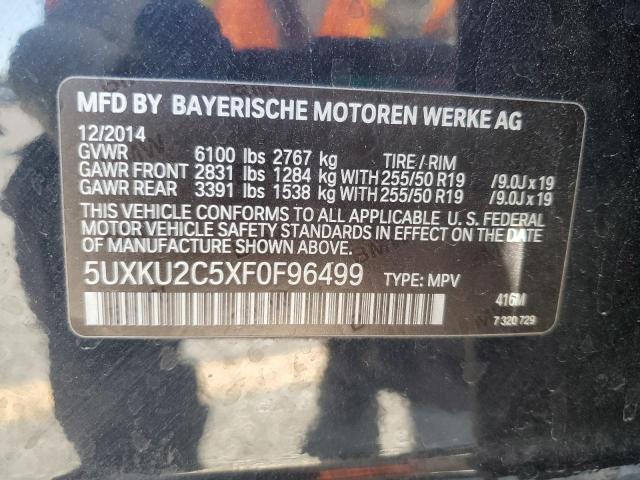 MFD BY BAYERISCHE MOTOREN WERKE AG
12/2014
GVWR 6100 lbs 2767 kg TIRE /-RIM
GAWR FRONT 2831 lbs 1284 kg WITH 255/50 R19 /9.0J x 19
GAWR REAR 3391 lbs 1538 kg WITH 255/50 R19 /9.0J x 19
THIS VEHICLE CONFORMS TO ALL APPLICABLE U. S. FEDERAL
MOTOR VEHICLE SAFETY STANDARDS IN EFFECT ON THE DATE OF
MANUFACTURE SHOWN ABOVE.
5UXKU2C5XF0F96499 TYPE: MPV 416M
7 320 729